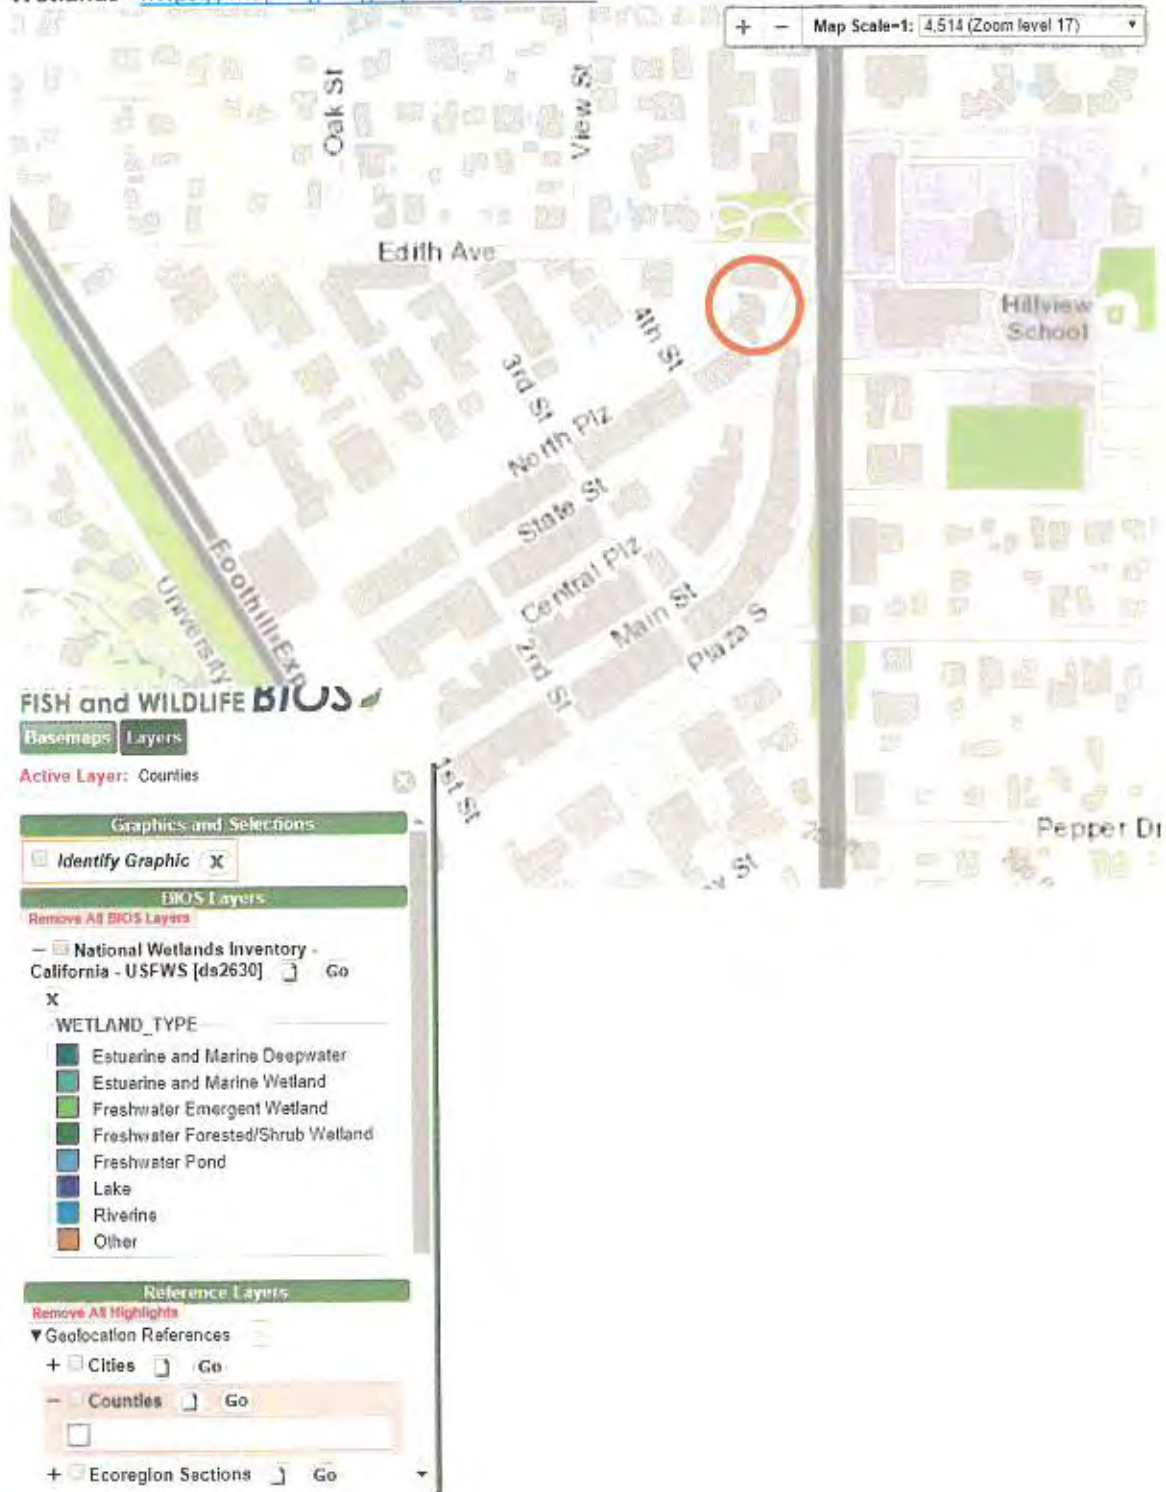 Map Scale=1: 4,514 (Zoom level 17)
Oak St
View St
Edith Ave
4th St
Hillview
School
3rd St
North Plz
State St
Central Plz
Main St
Plaza S
2nd St
Foothill Exp
University
1st St
Pepper Dr
St
FISH and WILDLIFE BIOS
Basemaps Layers
Active Layer: Counties
Graphics and Selections
Identify Graphic X
BIOS Layers
Remove All BIOS Layers
– National Wetlands Inventory -
California - USFWS [ds2630] Go
X
WETLAND_TYPE
Estuarine and Marine Deepwater
Estuarine and Marine Wetland
Freshwater Emergent Wetland
Freshwater Forested/Shrub Wetland
Freshwater Pond
Lake
Riverine
Other
Reference Layers
Remove All Highlights
▼Geolocation References
+ Cities Go
– Counties Go
+ Ecoregion Sections Go